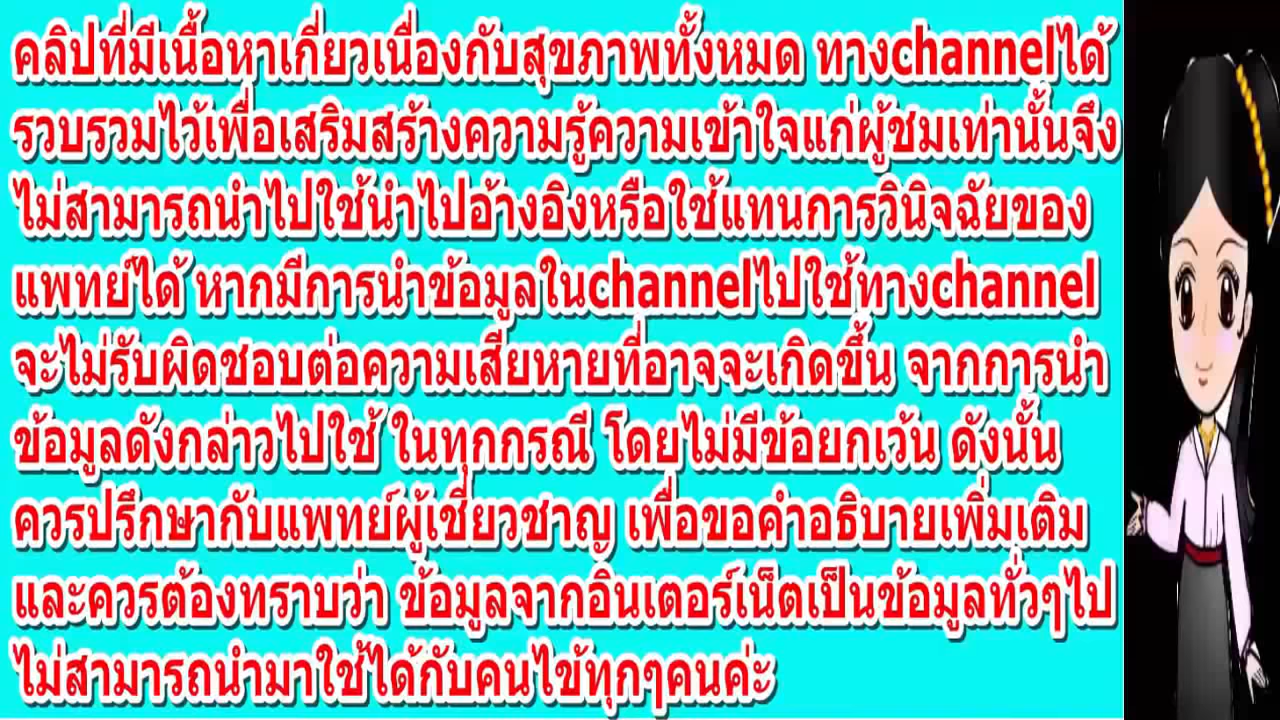 คลิปที่มีเนื้อหาเกี่ยวเนื่องกับสุขภาพทั้งหมด ทางchannelได้
รวบรวมไว้เพื่อเสริมสร้างความรู้ความเข้าใจแก่ผู้ชมเท่านั้นจึง
ไม่สามารถนำไปใช้นำไปอ้างอิงหรือใช้แทนการวินิจฉัยของ
แพทย์ได้ หากมีการนำข้อมูลในchannelไปใช้ทางchannel
จะไม่รับผิดชอบต่อความเสียหายที่อาจจะเกิดขึ้น จากการนำ
ข้อมูลดังกล่าวไปใช้ ในทุกกรณี โดยไม่มีข้อยกเว้น ดังนั้น
ควรปรึกษากับแพทย์ผู้เชี่ยวชาญ เพื่อขอคำอธิบายเพิ่มเติม
และควรต้องทราบว่า ข้อมูลจากอินเตอร์เน็ตเป็นข้อมูลทั่วๆไป
ไม่สามารถนำมาใช้ได้กับคนไข้ทุกๆคนค่ะ